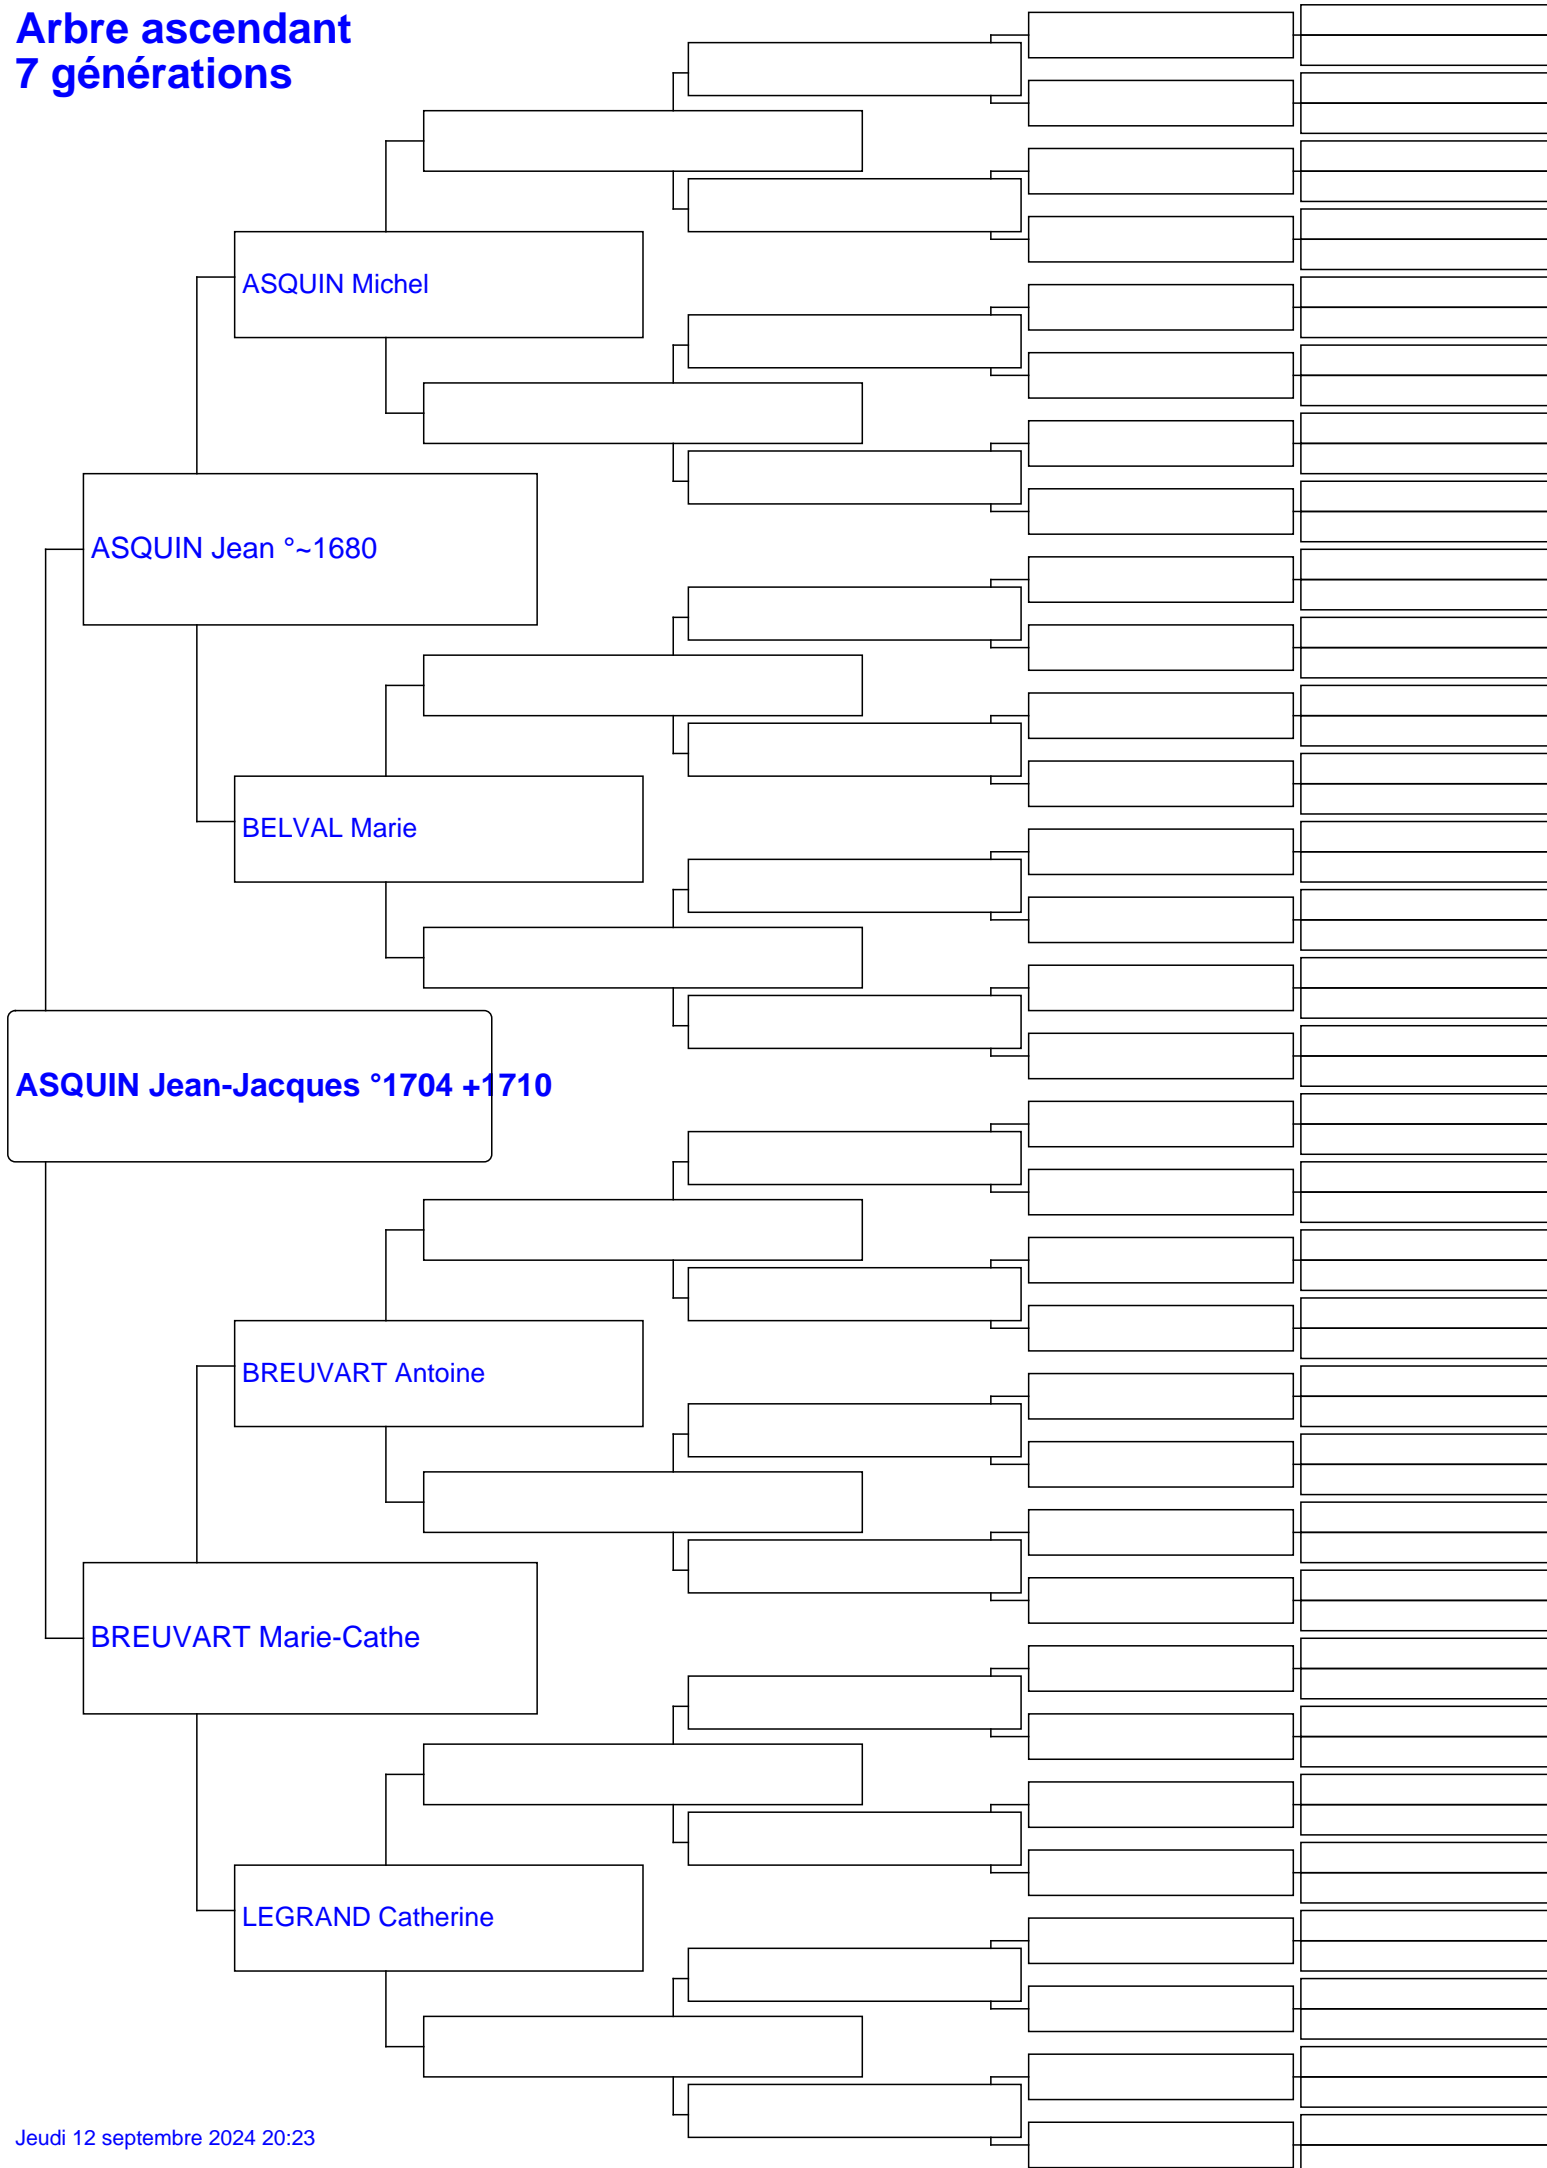 Arbre ascendant
7 générations
ASQUIN Michel
ASQUIN Jean °~1680
BELVAL Marie
ASQUIN Jean-Jacques °1704 +1710
BREUVART Antoine
BREUVART Marie-Cathe
LEGRAND Catherine
Jeudi 12 septembre 2024 20:23